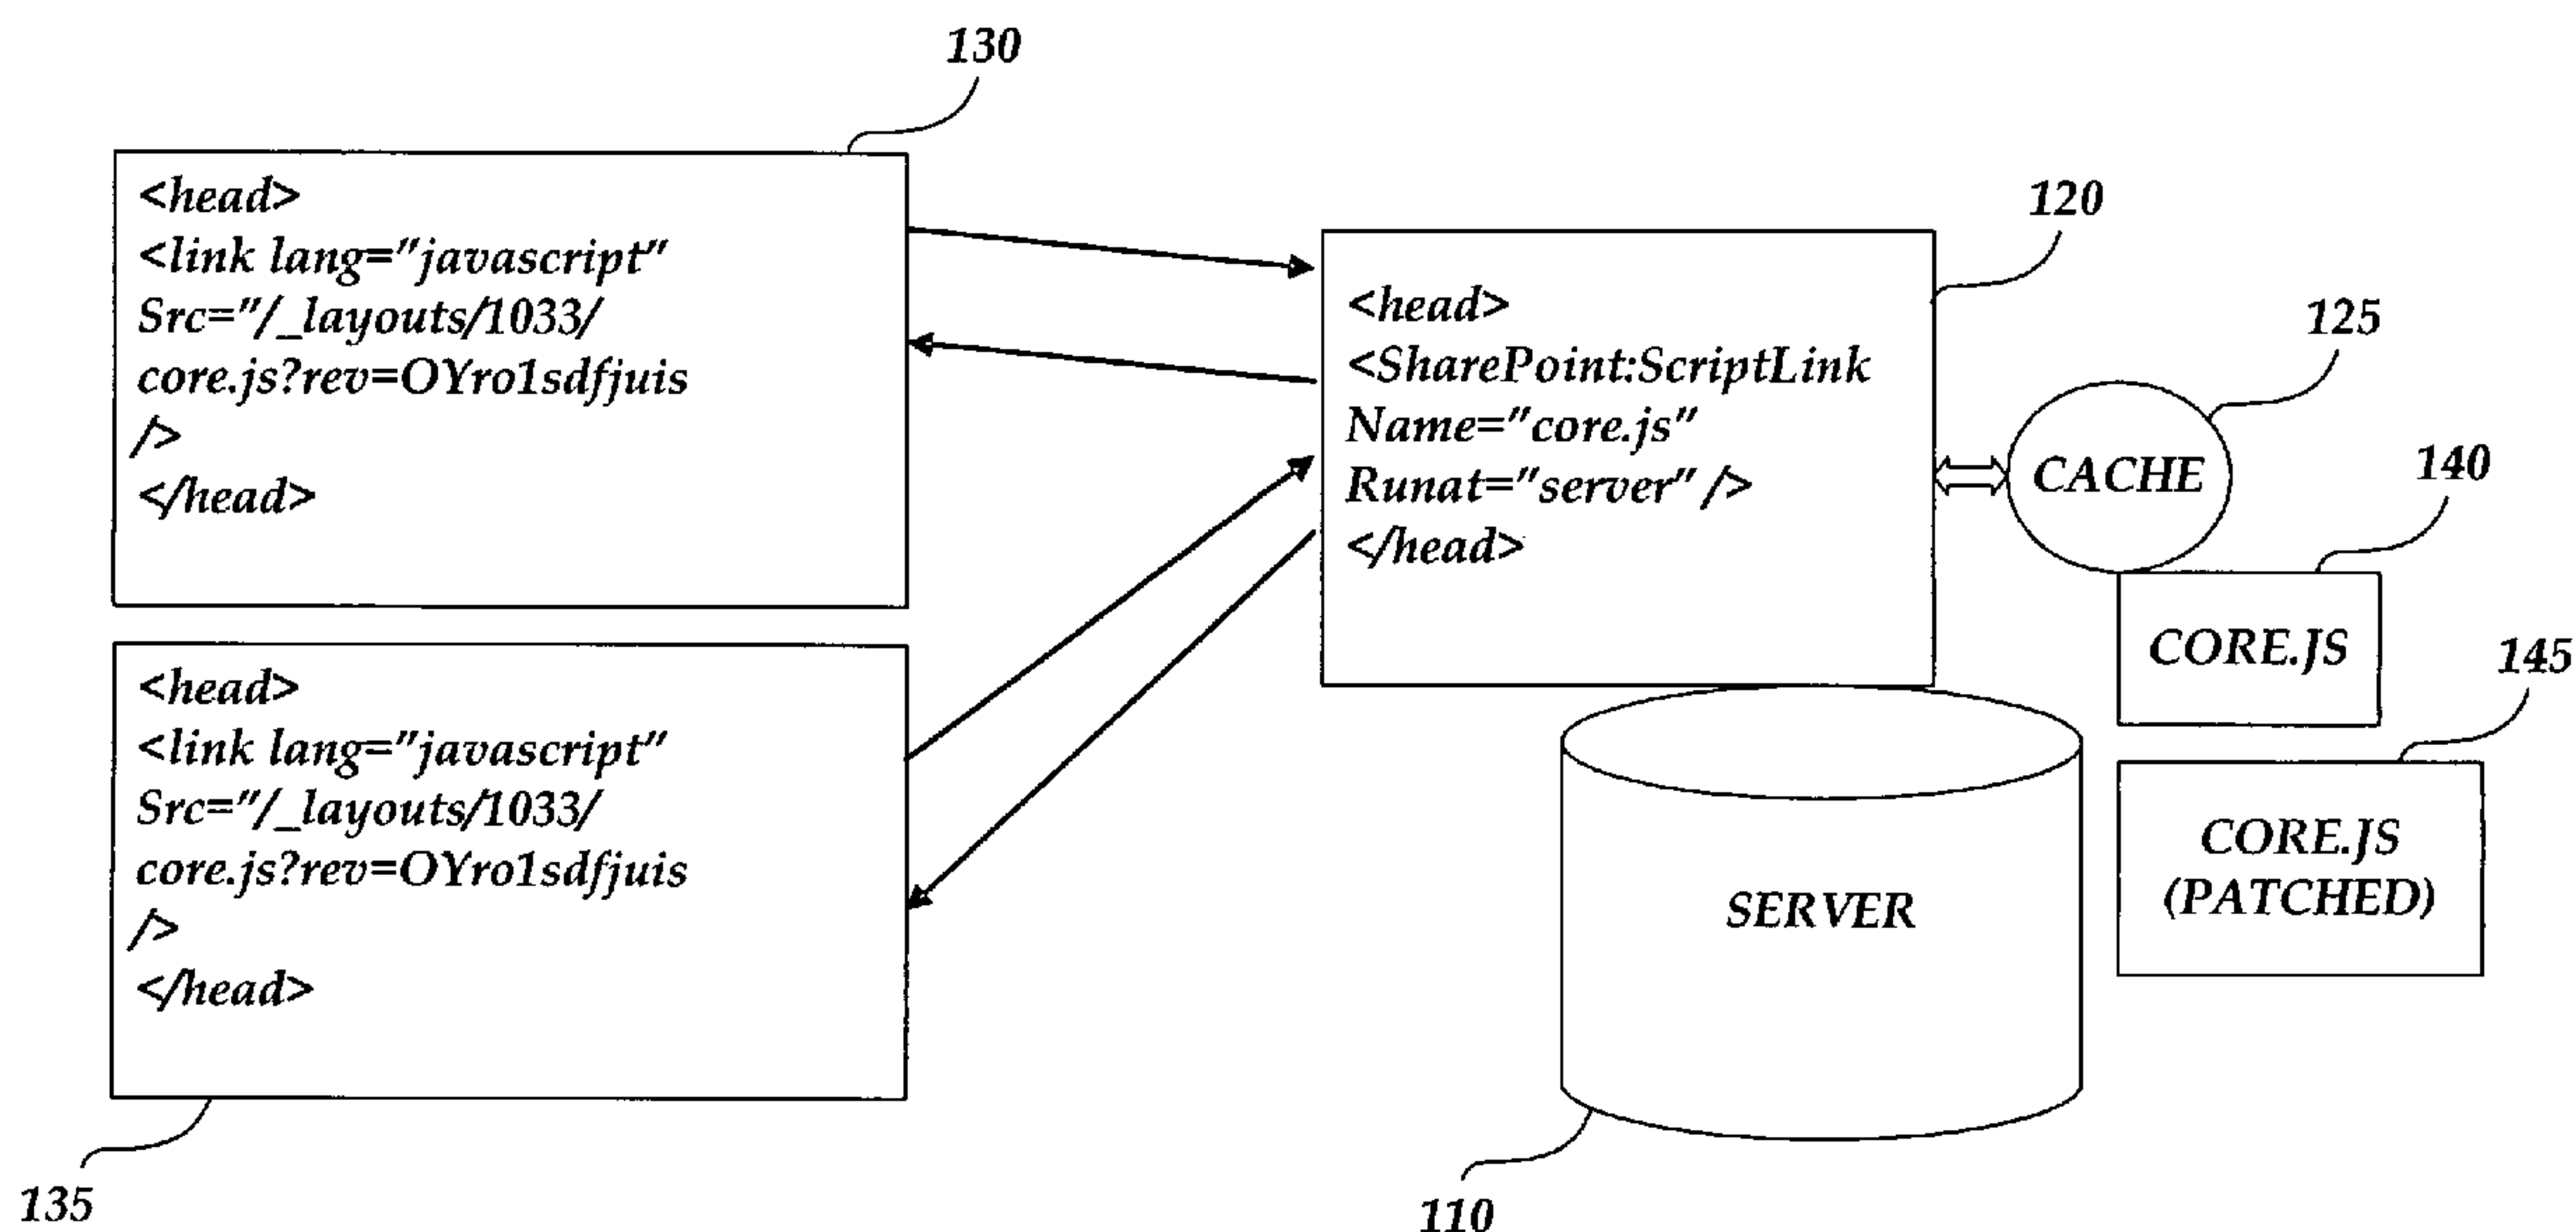 130
<head>
<link lang="javascript"
Src="/_layouts/1033/
core.js?rev=OYro1sdfjuis
/>
</head>
120
<head>
<SharePoint:ScriptLink
Name="core.js"
Runat="server" />
</head>
125
CACHE
140
CORE.JS
145
CORE.JS
(PATCHED)
<head>
<link lang="javascript"
Src="/_layouts/1033/
core.js?rev=OYro1sdfjuis
/>
</head>
135
SERVER
110